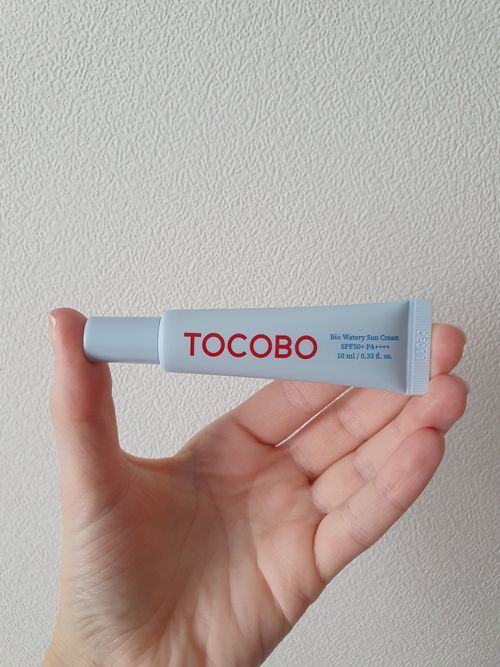 TOCOBO
Bio Watery Sun Cream
SPF50+ PA++++
10 ml / 0.33 fl. oz.